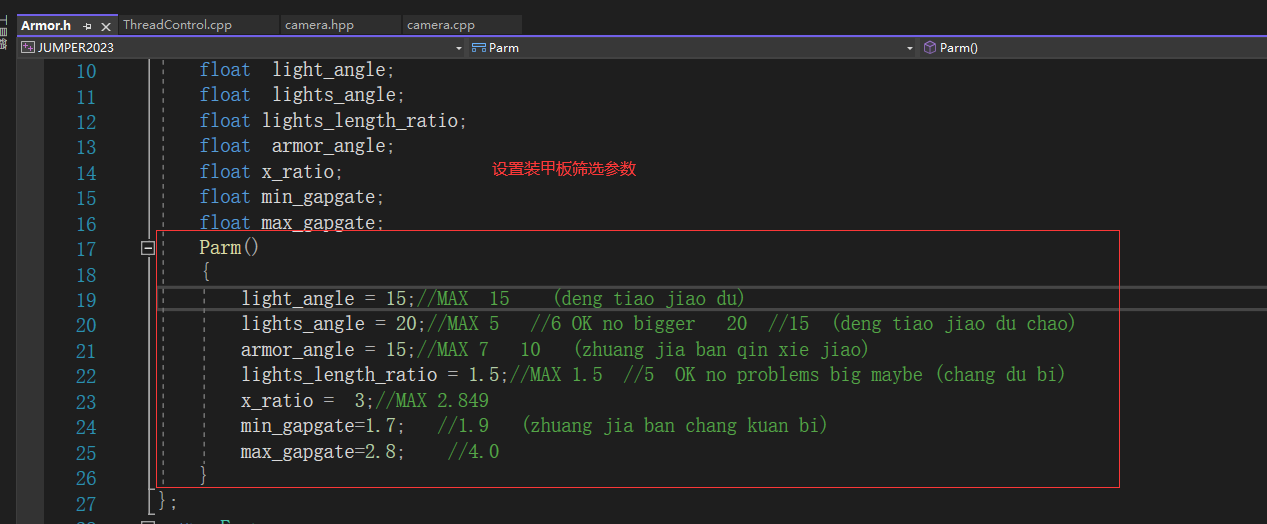 Armor.h ThreadControl.cpp camera.hpp camera.cpp
JUMPER2023 Parm Parm()
10 float light_angle;
11 float lights_angle;
12 float lights_length_ratio;
13 float armor_angle;
14 float x_ratio; 设置装甲板筛选参数
15 float min_gapgate;
16 float max_gapgate;
17 Parm()
18 {
19 light_angle = 15;//MAX 15 (deng tiao jiao du)
20 lights_angle = 20;//MAX 5 //6 OK no bigger 20 //15 (deng tiao jiao du chao)
21 armor_angle = 15;//MAX 7 10 (zhuang jia ban qin xie jiao)
22 lights_length_ratio = 1.5;//MAX 1.5 //5 OK no problems big maybe (chang du bi)
23 x_ratio = 3;//MAX 2.849
24 min_gapgate=1.7; //1.9 (zhuang jia ban chang kuan bi)
25 max_gapgate=2.8; //4.0
26 }
27 };